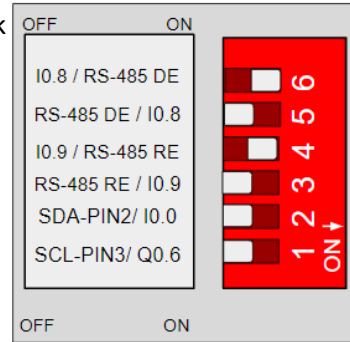 k
OFF ON
I0.8 / RS-485 DE
RS-485 DE / I0.8
I0.9 / RS-485 RE
RS-485 RE / I0.9
SDA-PIN2/ I0.0
SCL-PIN3/ Q0.6
6
5
4
3
2
1
ON
OFF ON